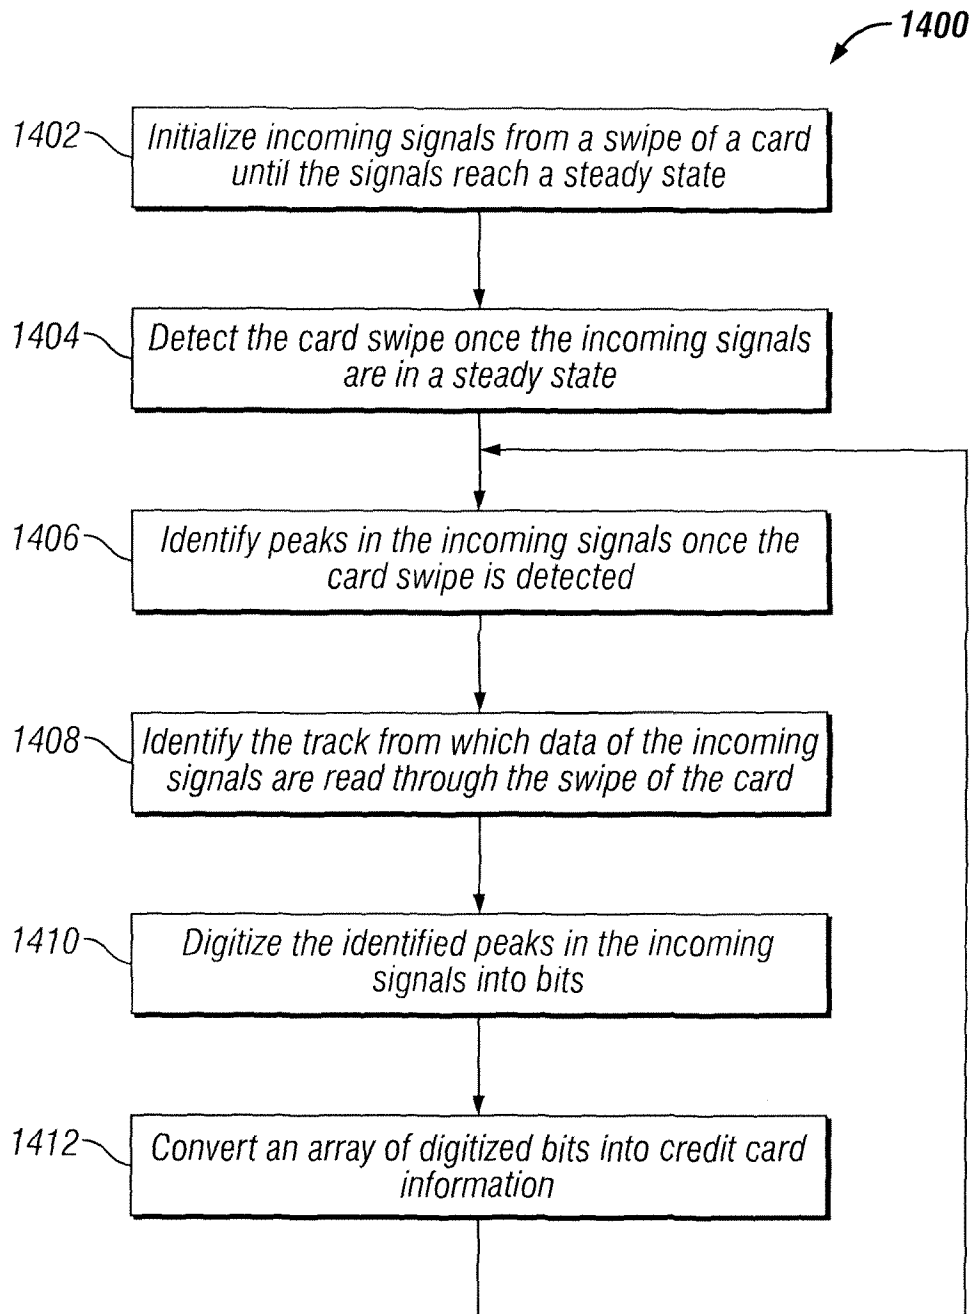 1400
1402
Initialize incoming signals from a swipe of a card
until the signals reach a steady state
1404
Detect the card swipe once the incoming signals
are in a steady state
1406
Identify peaks in the incoming signals once the
card swipe is detected
1408
Identify the track from which data of the incoming
signals are read through the swipe of the card
1410
Digitize the identified peaks in the incoming
signals into bits
1412
Convert an array of digitized bits into credit card
information